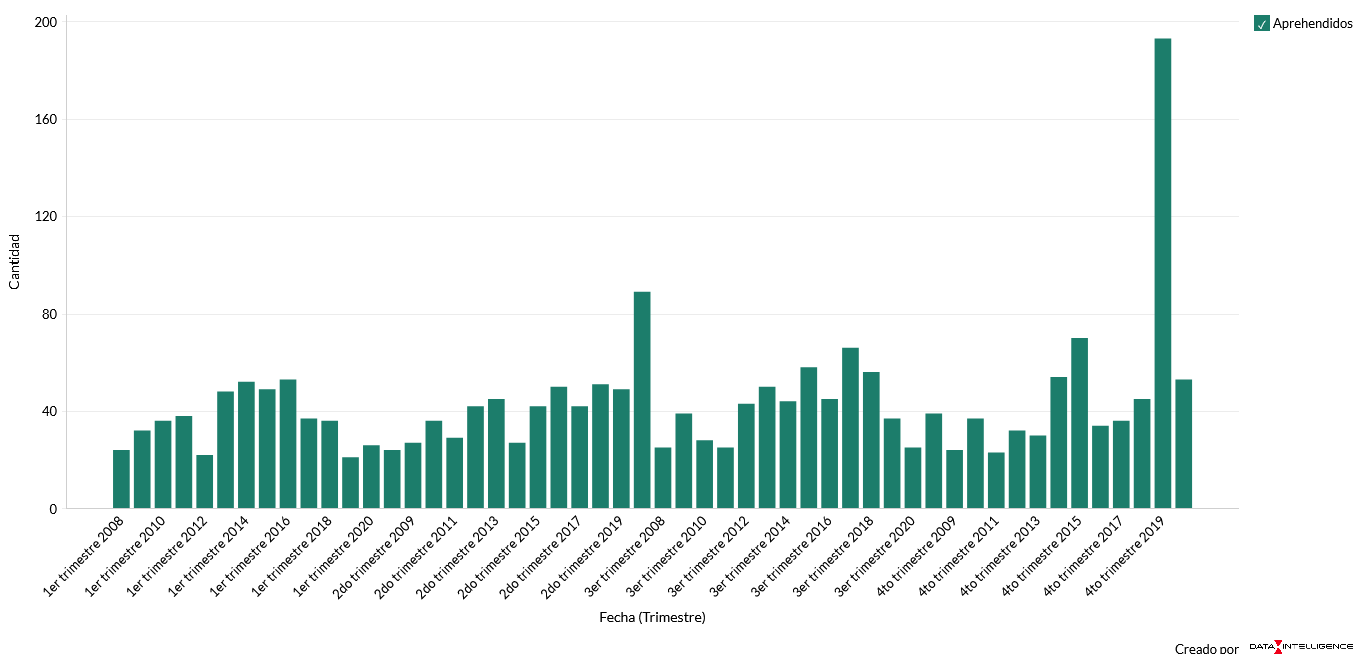 ✓ Aprehendidos
200
160
120
80
40
0
Cantidad
1er trimestre 2008
1er trimestre 2010
1er trimestre 2012
1er trimestre 2014
1er trimestre 2016
1er trimestre 2018
1er trimestre 2020
2do trimestre 2009
2do trimestre 2011
2do trimestre 2013
2do trimestre 2015
2do trimestre 2017
2do trimestre 2019
3er trimestre 2008
3er trimestre 2010
3er trimestre 2012
3er trimestre 2014
3er trimestre 2016
3er trimestre 2018
3er trimestre 2020
4to trimestre 2009
4to trimestre 2011
4to trimestre 2013
4to trimestre 2015
4to trimestre 2017
4to trimestre 2019
Fecha (Trimestre)
Creado por DATA INTELLIGENCE